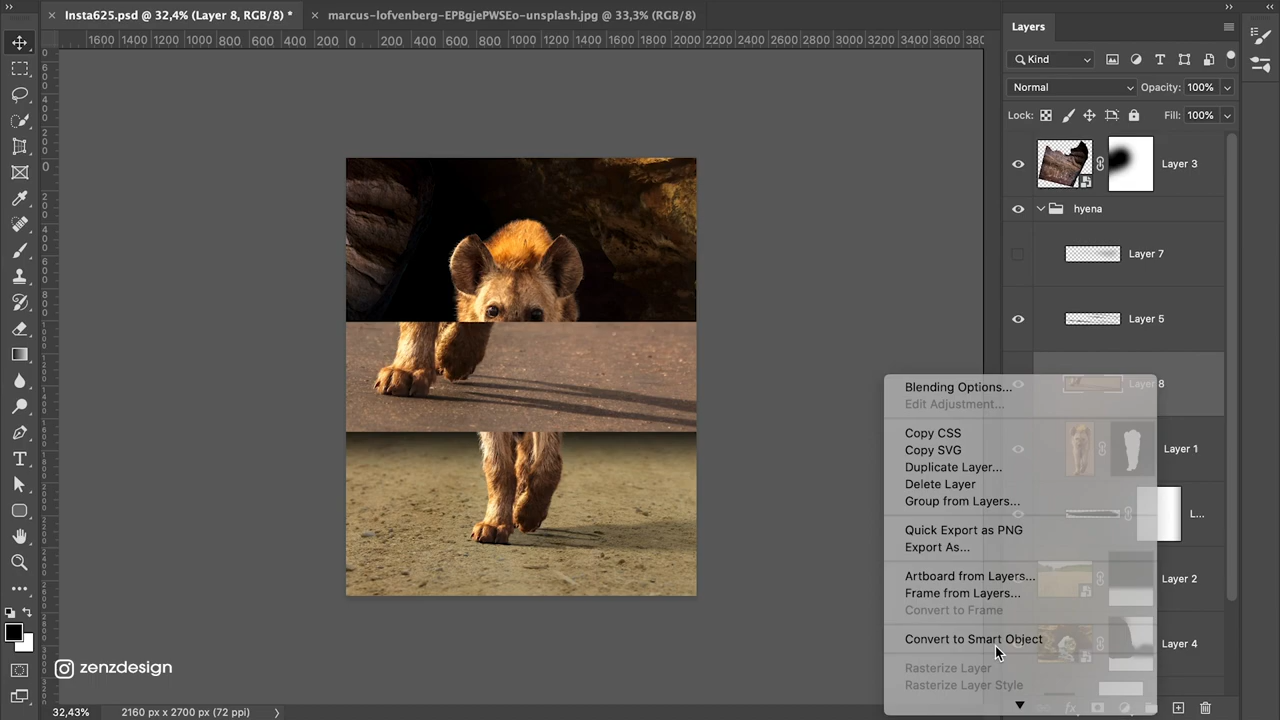 Insta625.psd @ 32,4% (Layer 8, RGB/8) *
marcus-lofvenberg-EPBgjePWSEo-unsplash.jpg @ 33,3% (RGB/8)
1600 1400 1200 1000 800 600 400 200 0 200 400 600 800 1000 1200 1400 1600 1800 2000 2200 2400 2600 2800 3000 3200 3400 3600 380
Layers
Kind
Normal
Opacity: 100%
Lock:
Fill: 100%
Layer 3
hyena
Layer 7
Layer 5
Layer 8
Layer 1
L...
Layer 2
Layer 4
Blending Options...
Edit Adjustment...
Copy CSS
Copy SVG
Duplicate Layer...
Delete Layer
Group from Layers...
Quick Export as PNG
Export As...
Artboard from Layers...
Frame from Layers...
Convert to Frame
Convert to Smart Object
Rasterize Layer
Rasterize Layer Style
zenzdesign
32,43%
2160 px x 2700 px (72 ppi)